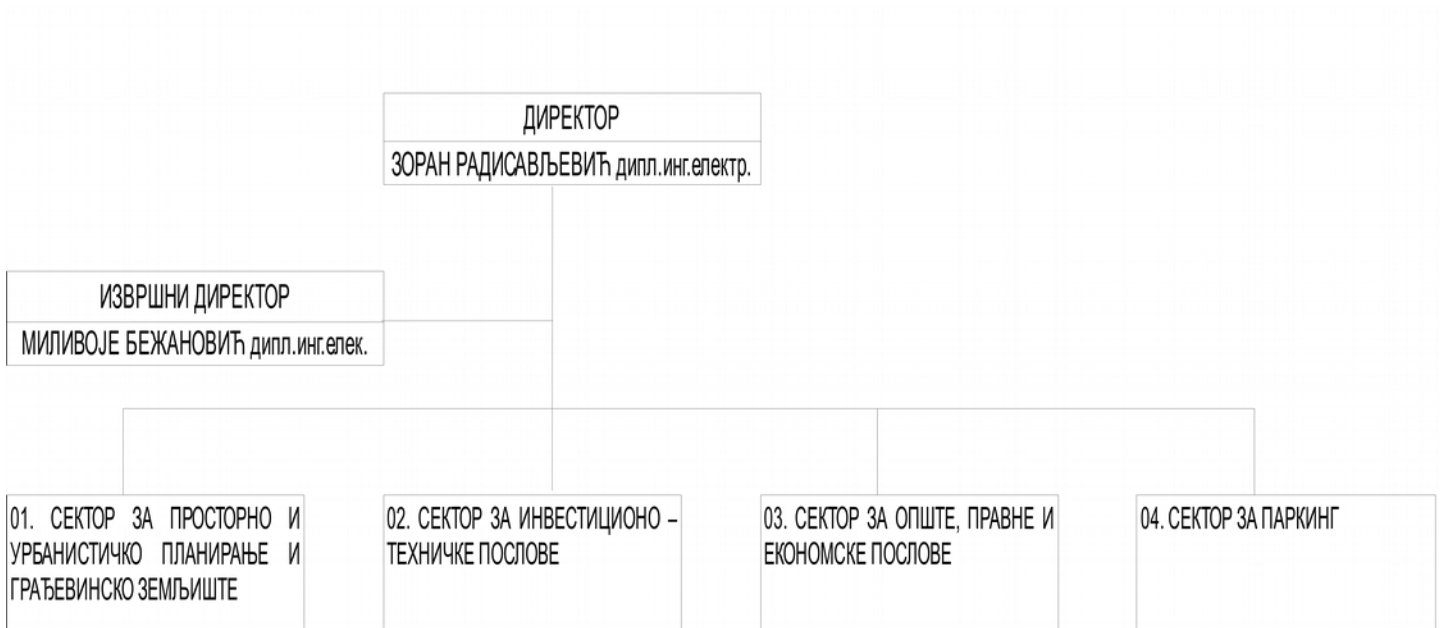 ДИРЕКТОР
ЗОРАН РАДИСАВЉЕВИЋ дипл.инг.електр.
ИЗВРШНИ ДИРЕКТОР
МИЛИВОЈЕ БЕЖАНОВИЋ дипл.инг.елек.
01. СЕКТОР ЗА ПРОСТОРНО И
УРБАНИСТИЧКО ПЛАНИРАЊЕ И
ГРАЂЕВИНСКО ЗЕМЉИШТЕ
02. СЕКТОР ЗА ИНВЕСТИЦИОНО –
ТЕХНИЧКЕ ПОСЛОВЕ
03. СЕКТОР ЗА ОПШТЕ, ПРАВНЕ И
ЕКОНОМСКЕ ПОСЛОВЕ
04. СЕКТОР ЗА ПАРКИНГ